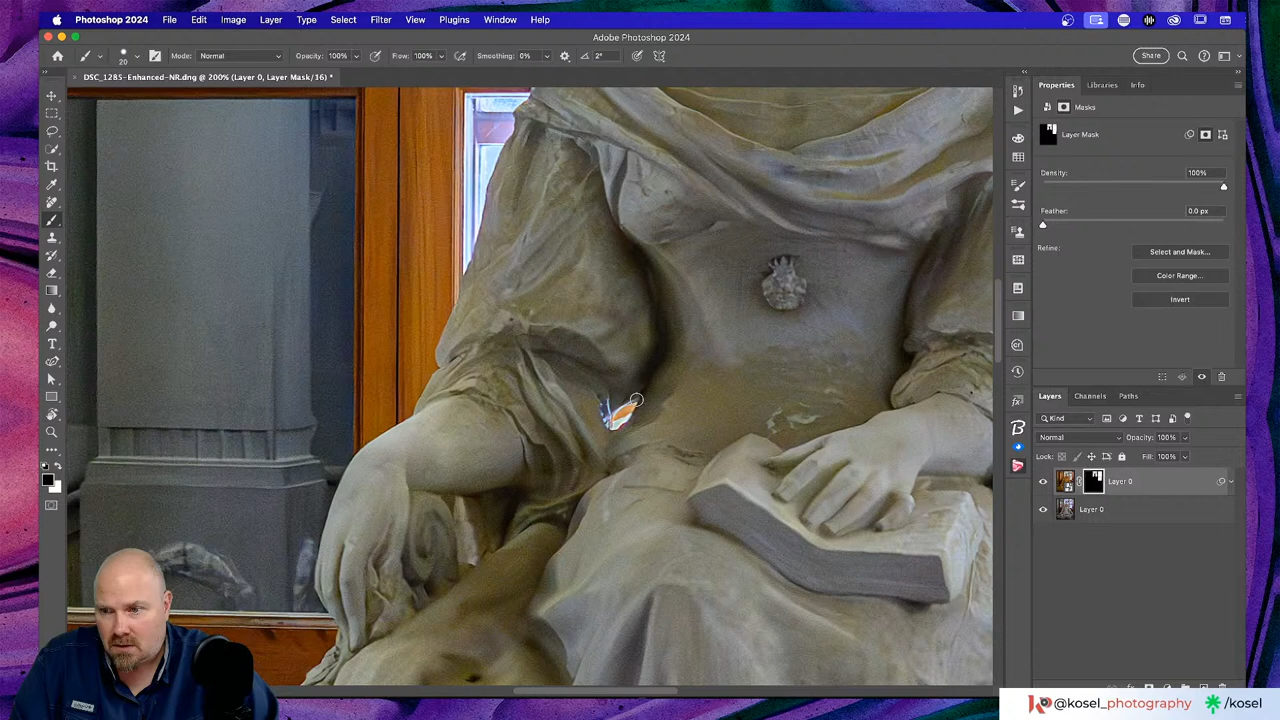 Photoshop 2024 File Edit Image Layer Type Select Filter View Plugins Window Help
Adobe Photoshop 2024
20 Mode: Normal Opacity: 100% Flow: 100% Smoothing: 0% 2° Share
DSC_1285-Enhanced-NR.dng @ 200% (Layer 0, Layer Mask/16) *
Properties Libraries Info
Masks
Layer Mask
Density: 100%
Feather: 0.0 px
Refine: Select and Mask...
Color Range...
Invert
Layers Channels Paths
Kind
Normal Opacity: 100%
Lock: Fill: 100%
Layer 0
Layer 0
@kosel_photography /kosel